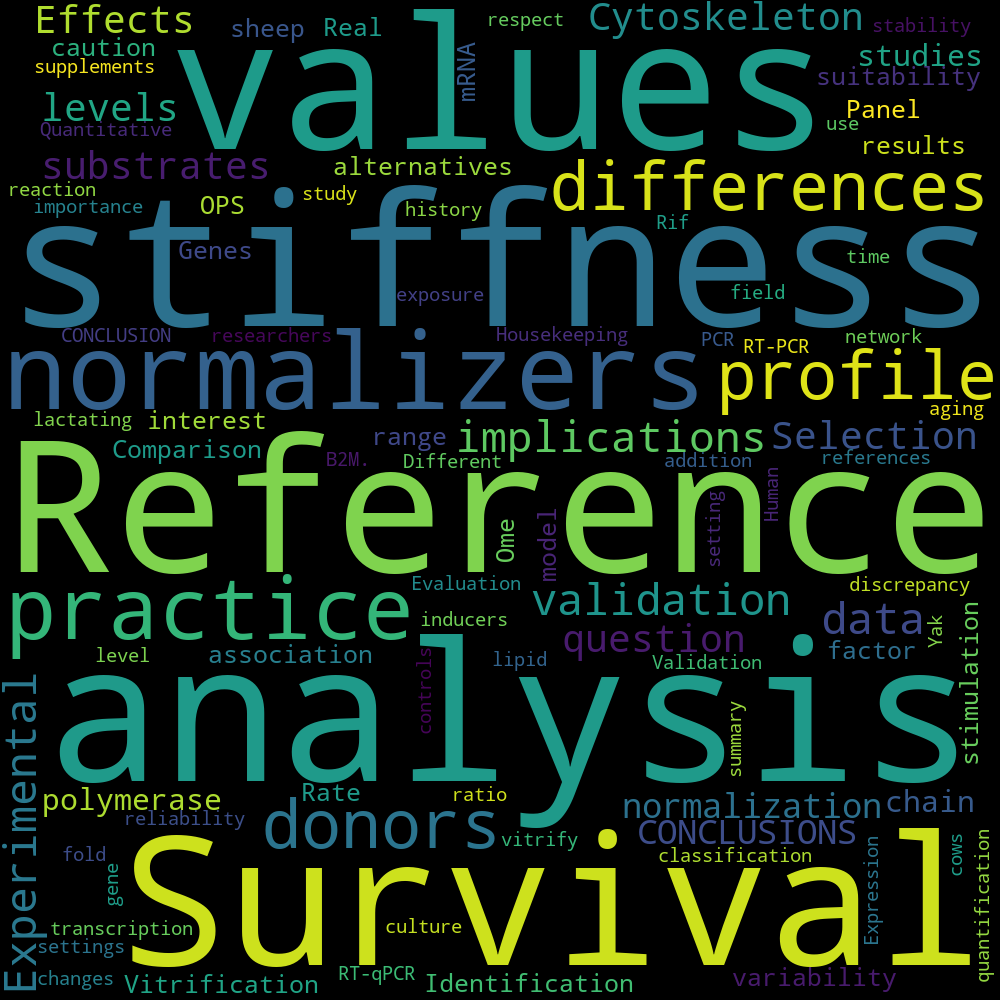 Effects
sheep
Real
respect
Cytoskeleton
stability
caution
values
studies
supplements
mRNA
suitability
levels
Panel
Quantitative
use
results
substrates
alternatives
differences
reaction
study
importance
OPS
history
Rif
stiffness
Genes
time
exposure
field
CONCLUSION
researchers
Housekeeping
PCR
RT-PCR
network
normalizers
profile
aging
lactating
interest
range
implications
Selection
Comparison
B2M.
Different
addition
references
Reference
Human
setting
Ome
model
practice
Evaluation
discrepancy
validation
inducers
question
data
Yak
level
association
lipid
Validation
factor
stimulation
controls
analysis
summary
Experimental
polymerase
Rate
ratio
normalization
chain
reliability
donors
vitrify
CONCLUSIONS
fold
classification
cows
gene
Survival
Expression
quantification
transcription
culture
settings
changes
Vitrification
RT-qPCR
Identification
variability